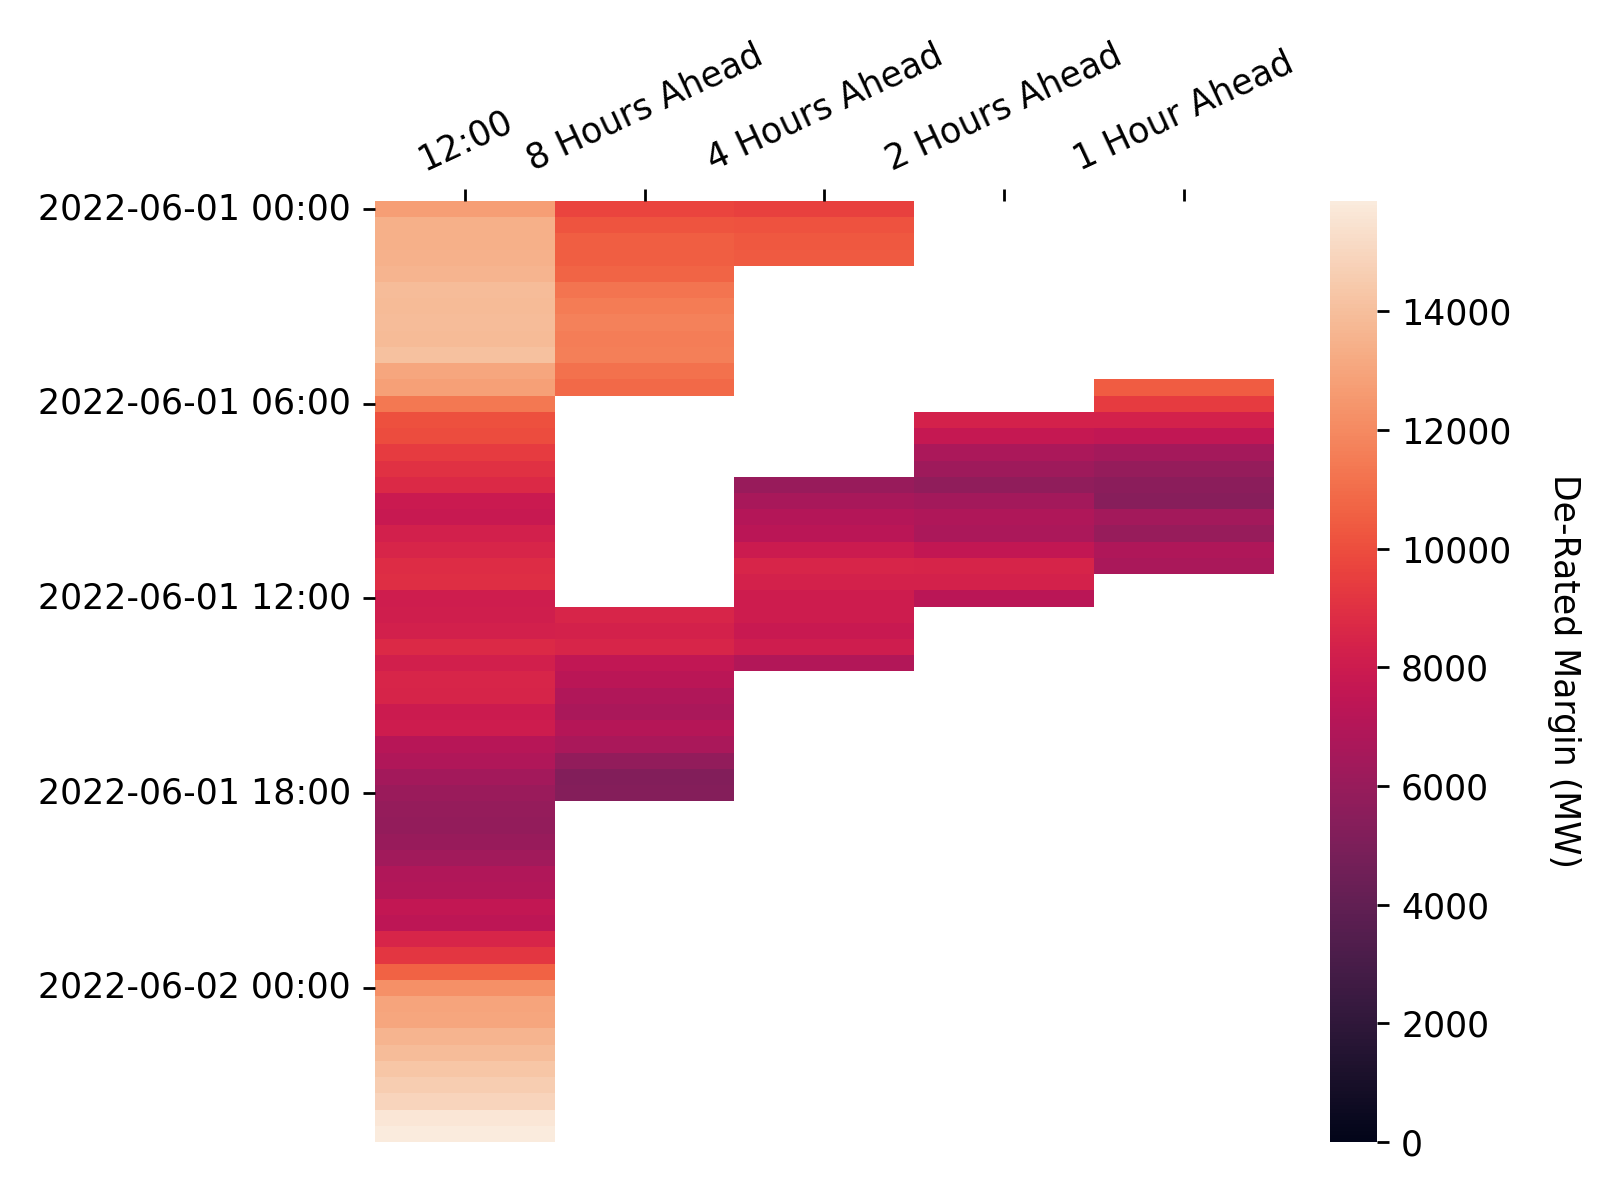 12:00
8 Hours Ahead
4 Hours Ahead
2 Hours Ahead
1 Hour Ahead
2022-06-01 00:00
2022-06-01 06:00
2022-06-01 12:00
2022-06-01 18:00
2022-06-02 00:00
14000
12000
10000
8000
6000
4000
2000
0
De-Rated Margin (MW)